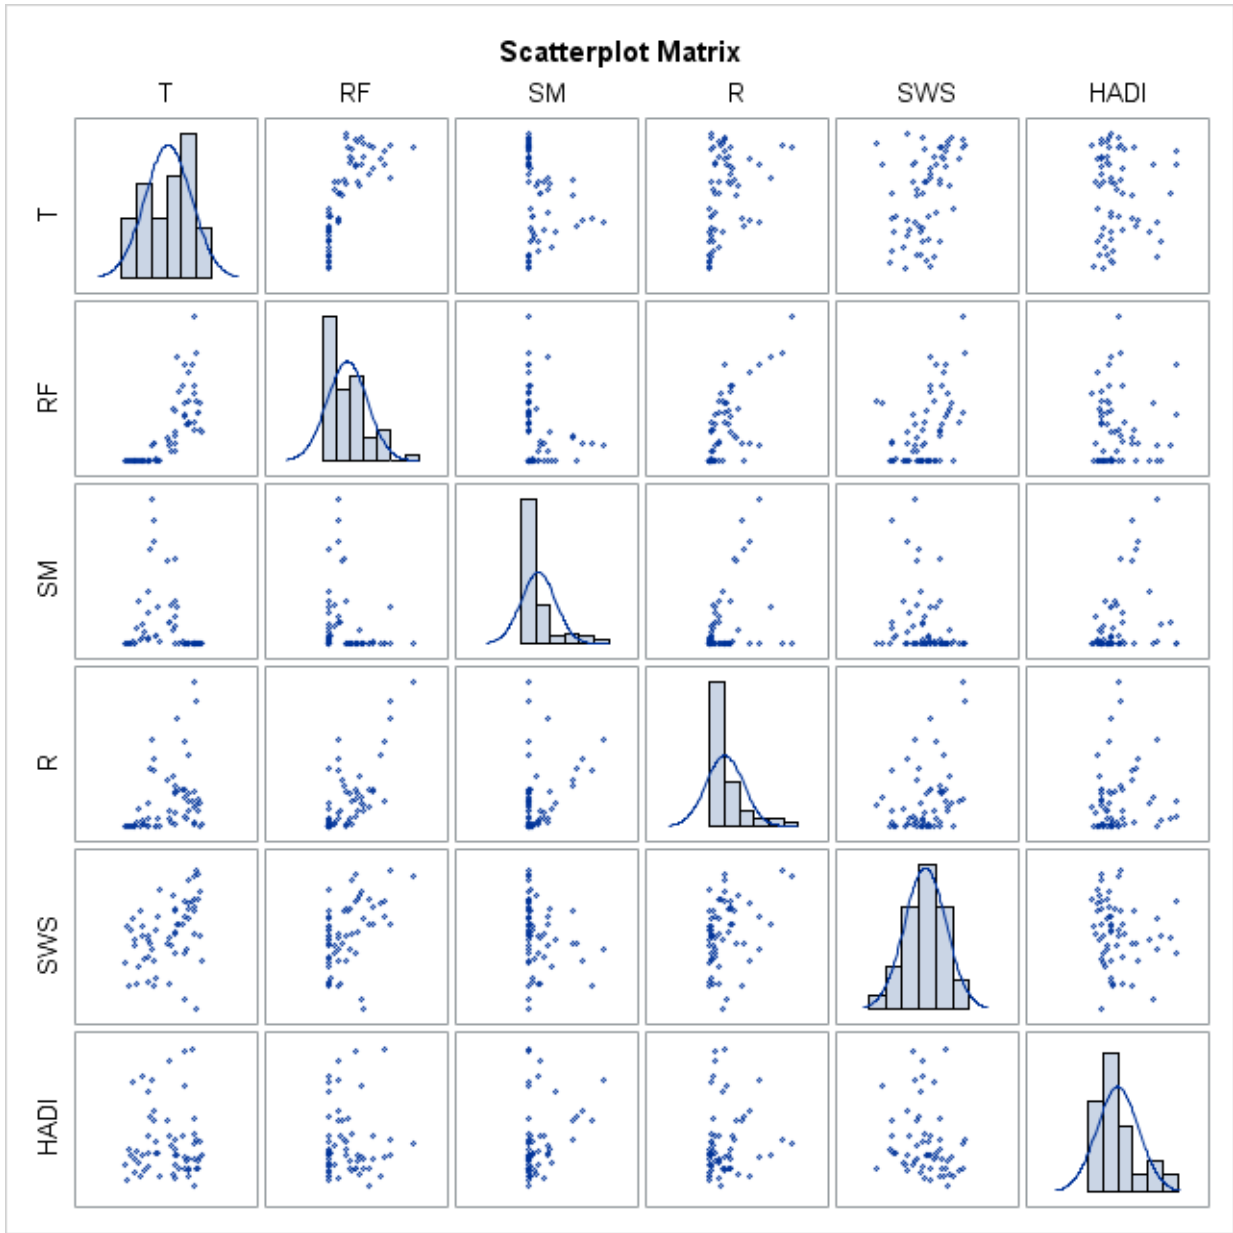 Scatterplot Matrix
T RF SM R SWS HADI
T
RF
SM
R
SWS
HADI